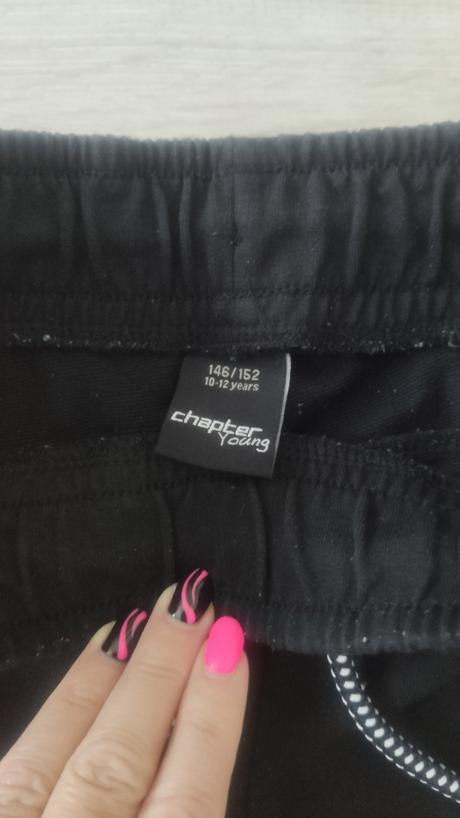 146/152
10-12 years
chapter
Young